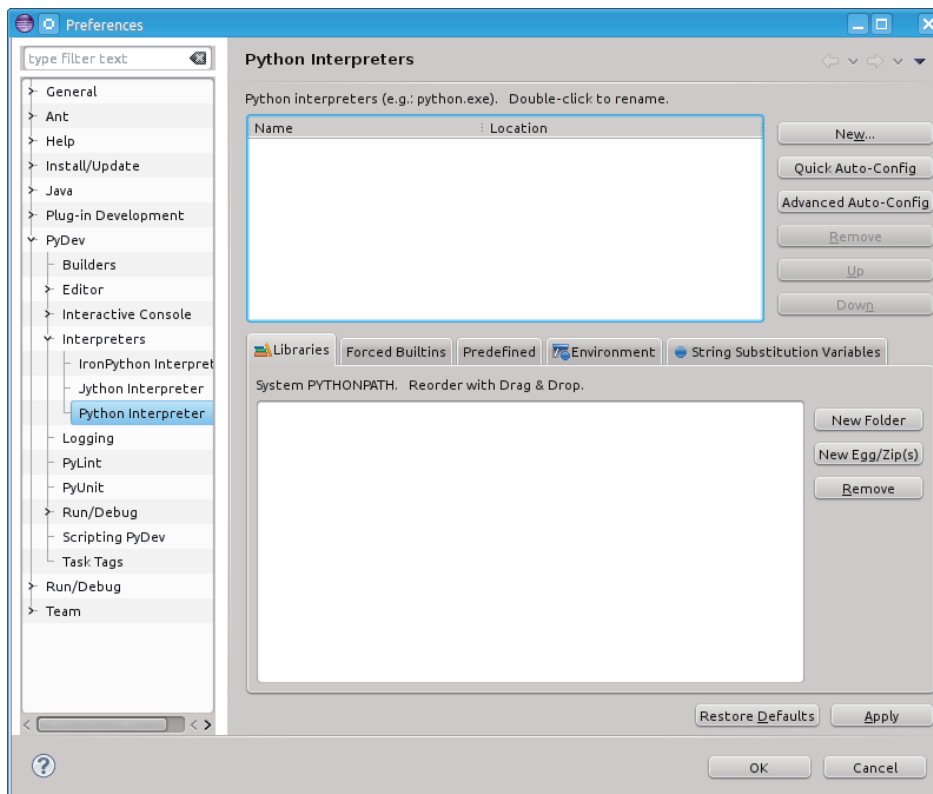 Preferences
type filter text
General
Ant
Help
Install/Update
Java
Plug-in Development
PyDev
Builders
Editor
Interactive Console
Interpreters
IronPython Interpret
Jython Interpreter
Python Interpreter
Logging
PyLint
PyUnit
Run/Debug
Scripting PyDev
Task Tags
Run/Debug
Team
Python Interpreters
Python interpreters (e.g.: python.exe).   Double-click to rename.
Name Location
New...
Quick Auto-Config
Advanced Auto-Config
Remove
Up
Down
Libraries Forced Builtins Predefined Environment String Substitution Variables
System PYTHONPATH.   Reorder with Drag & Drop.
New Folder
New Egg/Zip(s)
Remove
Restore Defaults Apply
OK Cancel